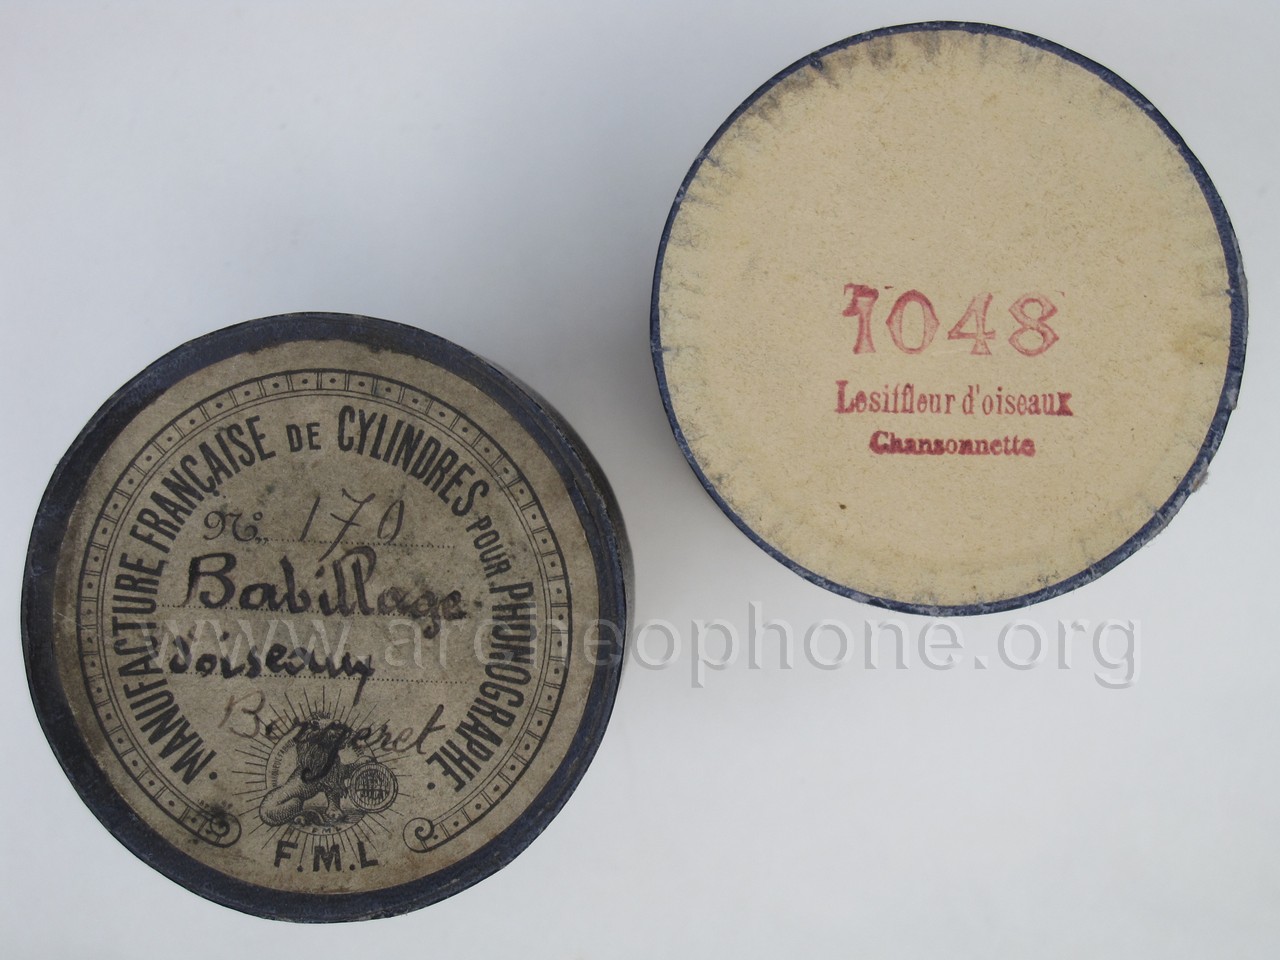 MANUFACTURE FRANÇAISE DE CYLINDRES POUR PHONOGRAPHE
No. 170
Babillage
d'oiseaux
Bergeret
F.M.L
1048
Lesiffleur d'oiseaux
Chansonnette
www.archeophone.org